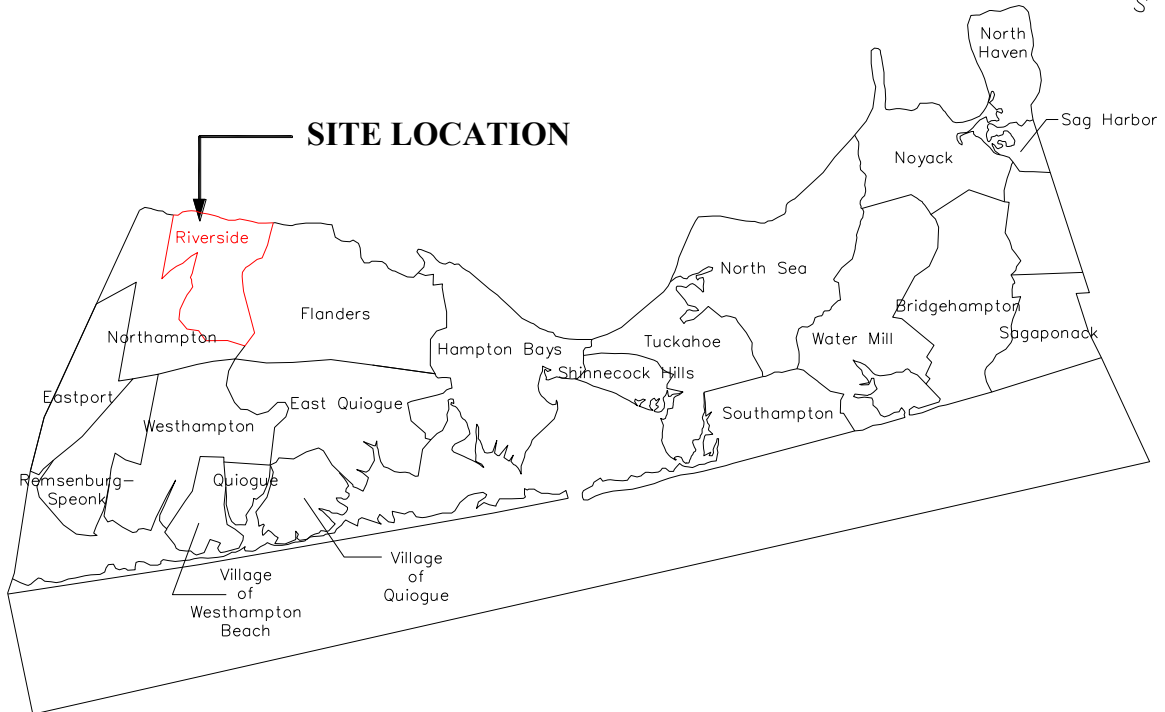 S
North
Haven
SITE LOCATION
Sag Harbor
Noyack
Riverside
North Sea
Flanders
Bridgehampton
Northampton
Hampton Bays
Tuckahoe
Water Mill
Sagaponack
Shinnecock Hills
Eastport
East Quiogue
Southampton
Westhampton
Remsenburg-
Speonk
Quiogue
Village
of
Quiogue
Village
of
Westhampton
Beach